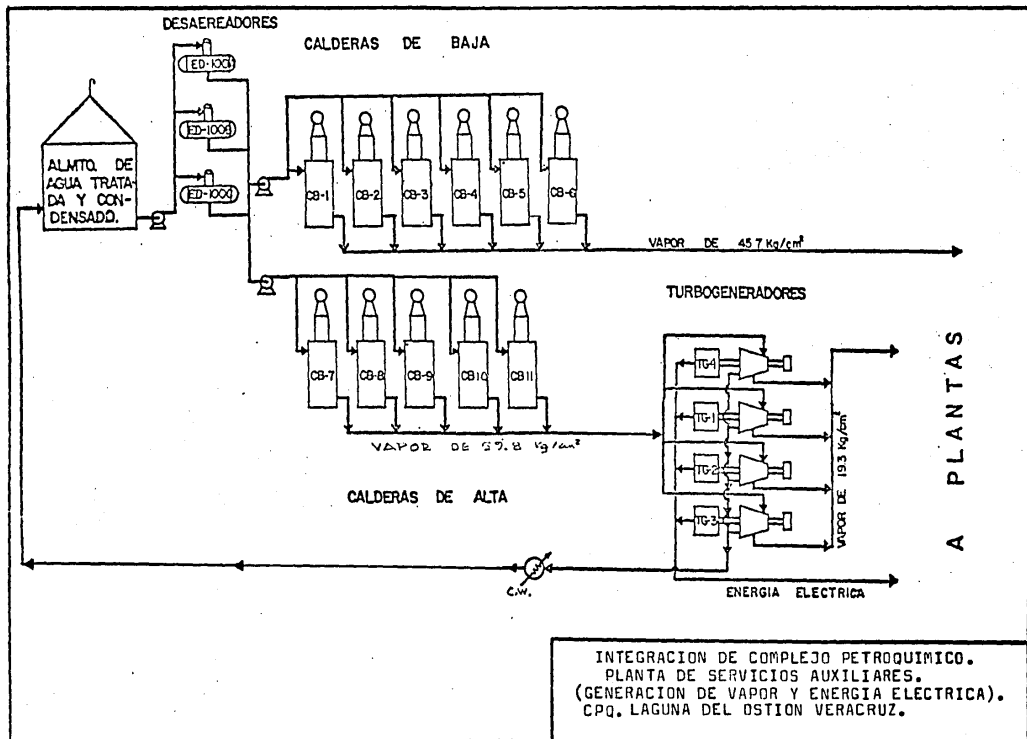 DESAEREADORES
CALDERAS DE BAJA
ED-1006
ALMTO. DE
AGUA TRATA-
DA Y CON-
DENSADO.
CB-1
CB-2
CB-3
CB-4
CB-5
CB-6
VAPOR DE 45.7 Kg/cm²
TURBOGENERADORES
CB-7
CB-8
CB-9
CB10
CB11
TG-4
TG-1
TG-2
TG-3
VAPOR DE
Kg/cm²
VAPOR DE 19.3 Kg/cm²
A PLANTAS
CALDERAS DE ALTA
C.W.
ENERGIA ELECTRICA
INTEGRACION DE COMPLEJO PETROQUIMICO.
PLANTA DE SERVICIOS AUXILIARES.
(GENERACION DE VAPOR Y ENERGIA ELECTRICA).
CPQ. LAGUNA DEL OSTION VERACRUZ.